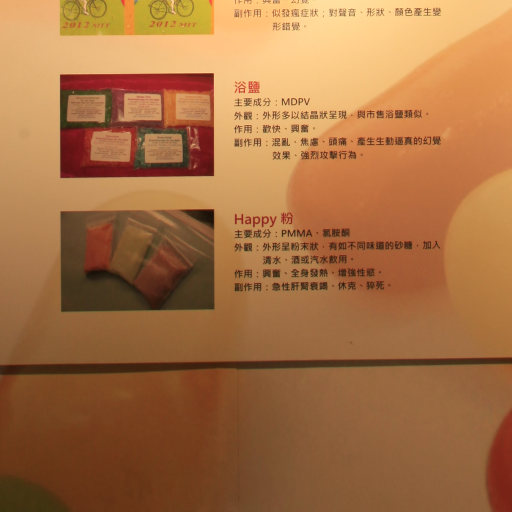 2012 MTF 2012 MTF
作用：興奮、幻覺。
副作用：似發瘋症狀；對聲音、形狀、顏色產生變
形錯覺。
浴鹽
主要成分：MDPV
外觀：外形多以結晶狀呈現，與市售浴鹽類似。
作用：歡快、興奮。
副作用：混亂、焦慮、頭痛、產生生動逼真的幻覺
效果、強烈攻擊行為。
Happy 粉
主要成分：PMMA、氯胺酮
外觀：外形呈粉末狀，有如不同味道的砂糖，加入
清水、酒或汽水飲用。
作用：興奮、全身發熱、增強性慾。
副作用：急性肝腎衰竭、休克、猝死。